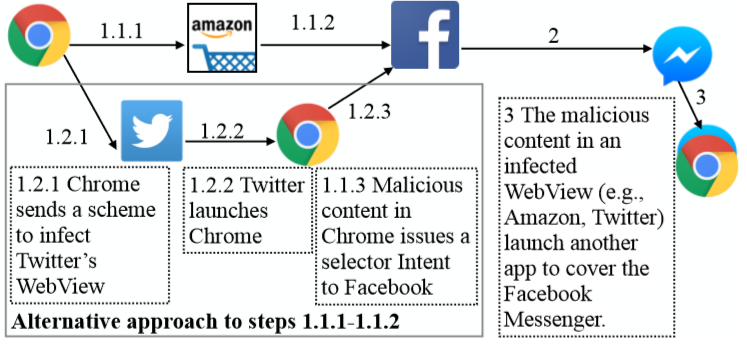 1.1.1
amazon
1.1.2
f
2
3
1.2.1
1.2.2
1.2.3
1.2.1 Chrome
sends a scheme
to infect
Twitter's
WebView
1.2.2 Twitter
launches
Chrome
1.1.3 Malicious
content in
Chrome issues a
selector Intent
to Facebook
Alternative approach to steps 1.1.1-1.1.2
3 The malicious
content in an
infected
WebView (e.g.,
Amazon, Twitter)
launch another
app to cover the
Facebook
Messenger.